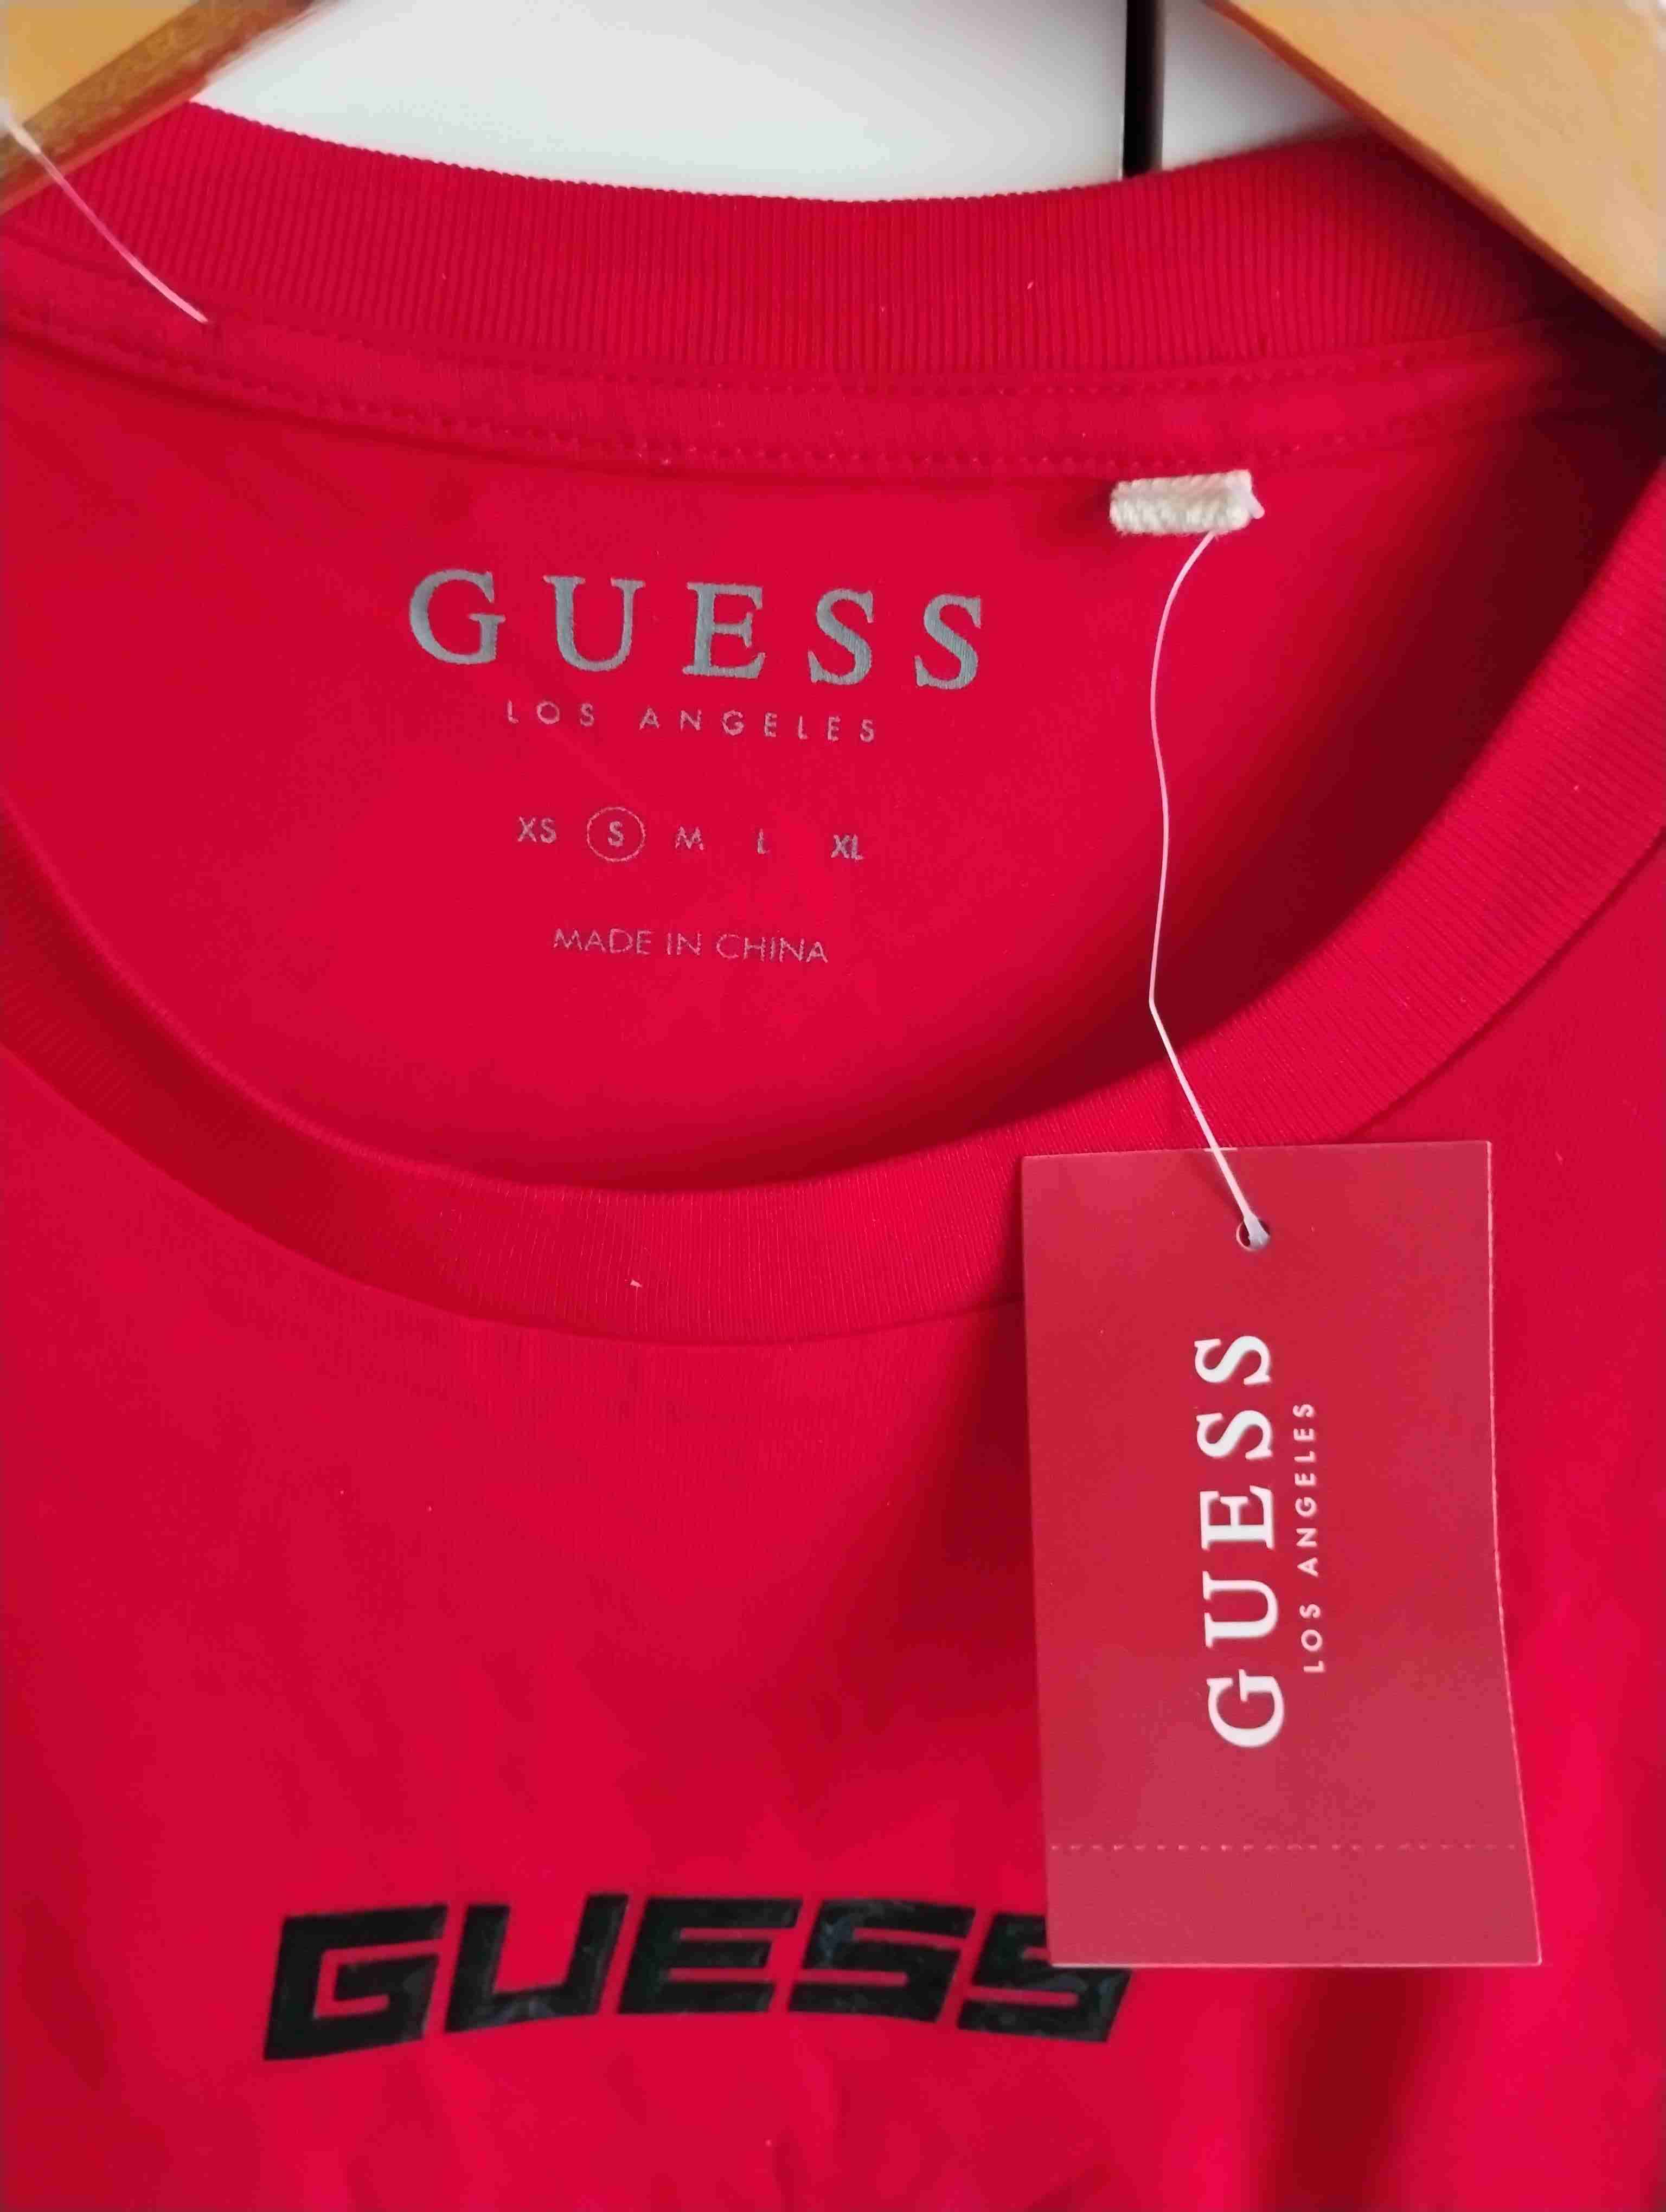 GUESS
LOS ANGELES
XS S M L XL
MADE IN CHINA
GUESS
LOS ANGELES
GUESS